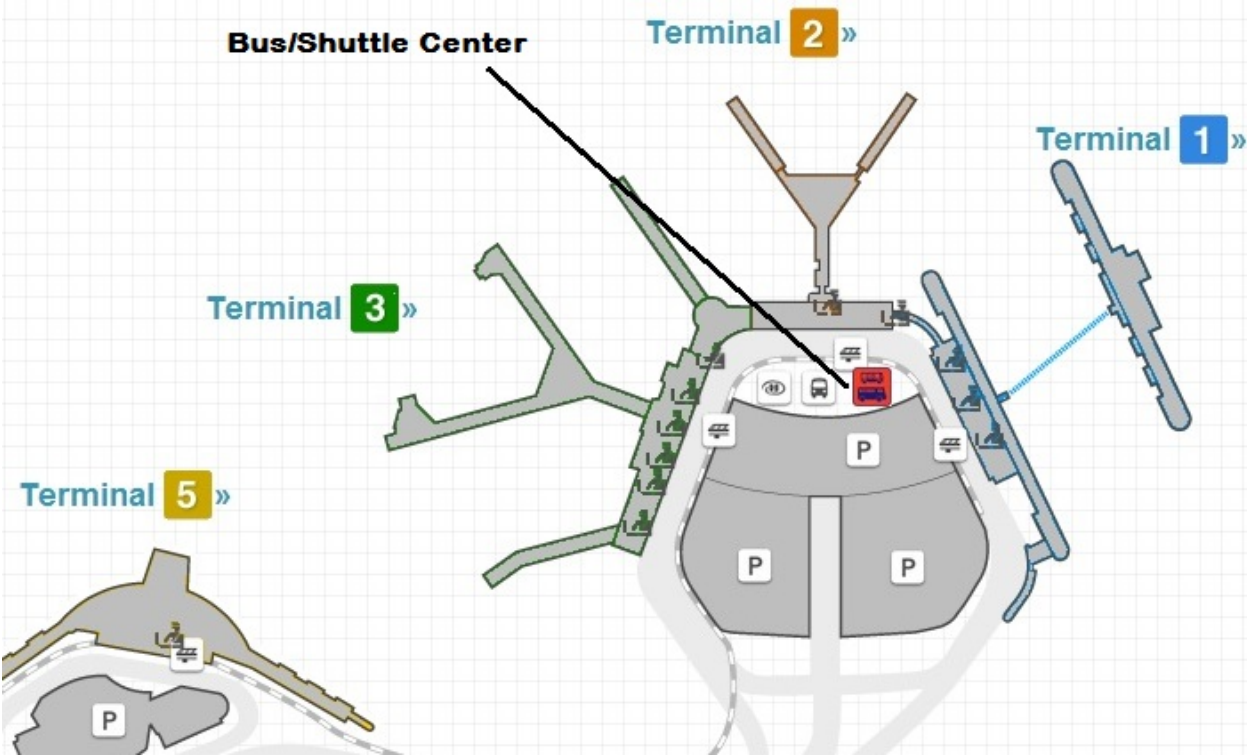 Bus/Shuttle Center
Terminal 2 »
Terminal 1 »
Terminal 3 »
Terminal 5 »
H
P
P
P
P